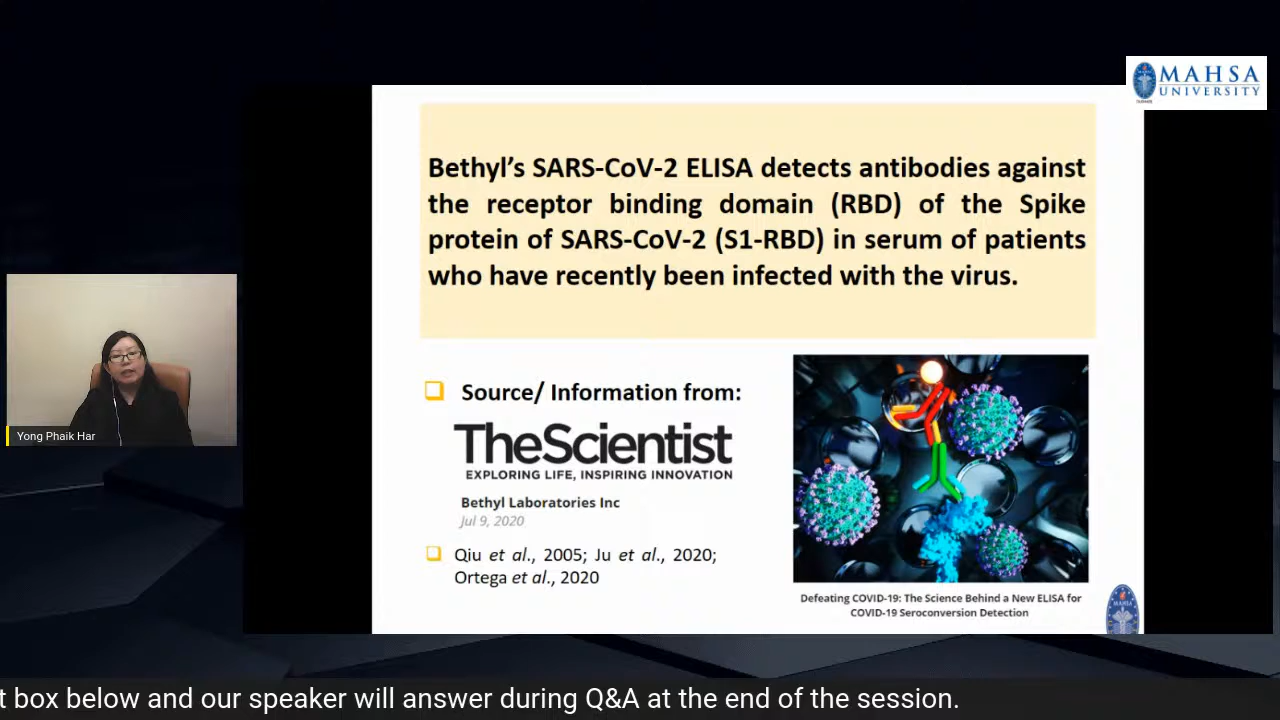 MAHSA
UNIVERSITY
Bethyl's SARS-CoV-2 ELISA detects antibodies against
the receptor binding domain (RBD) of the Spike
protein of SARS-CoV-2 (S1-RBD) in serum of patients
who have recently been infected with the virus.
Source/ Information from:
TheScientist
EXPLORING LIFE, INSPIRING INNOVATION
Bethyl Laboratories Inc
Jul 9, 2020
Qiu et al., 2005; Ju et al., 2020;
Ortega et al., 2020
Defeating COVID-19: The Science Behind a New ELISA for
COVID-19 Seroconversion Detection
MAHSA
Yong Phaik Har
t box below and our speaker will answer during Q&A at the end of the session.